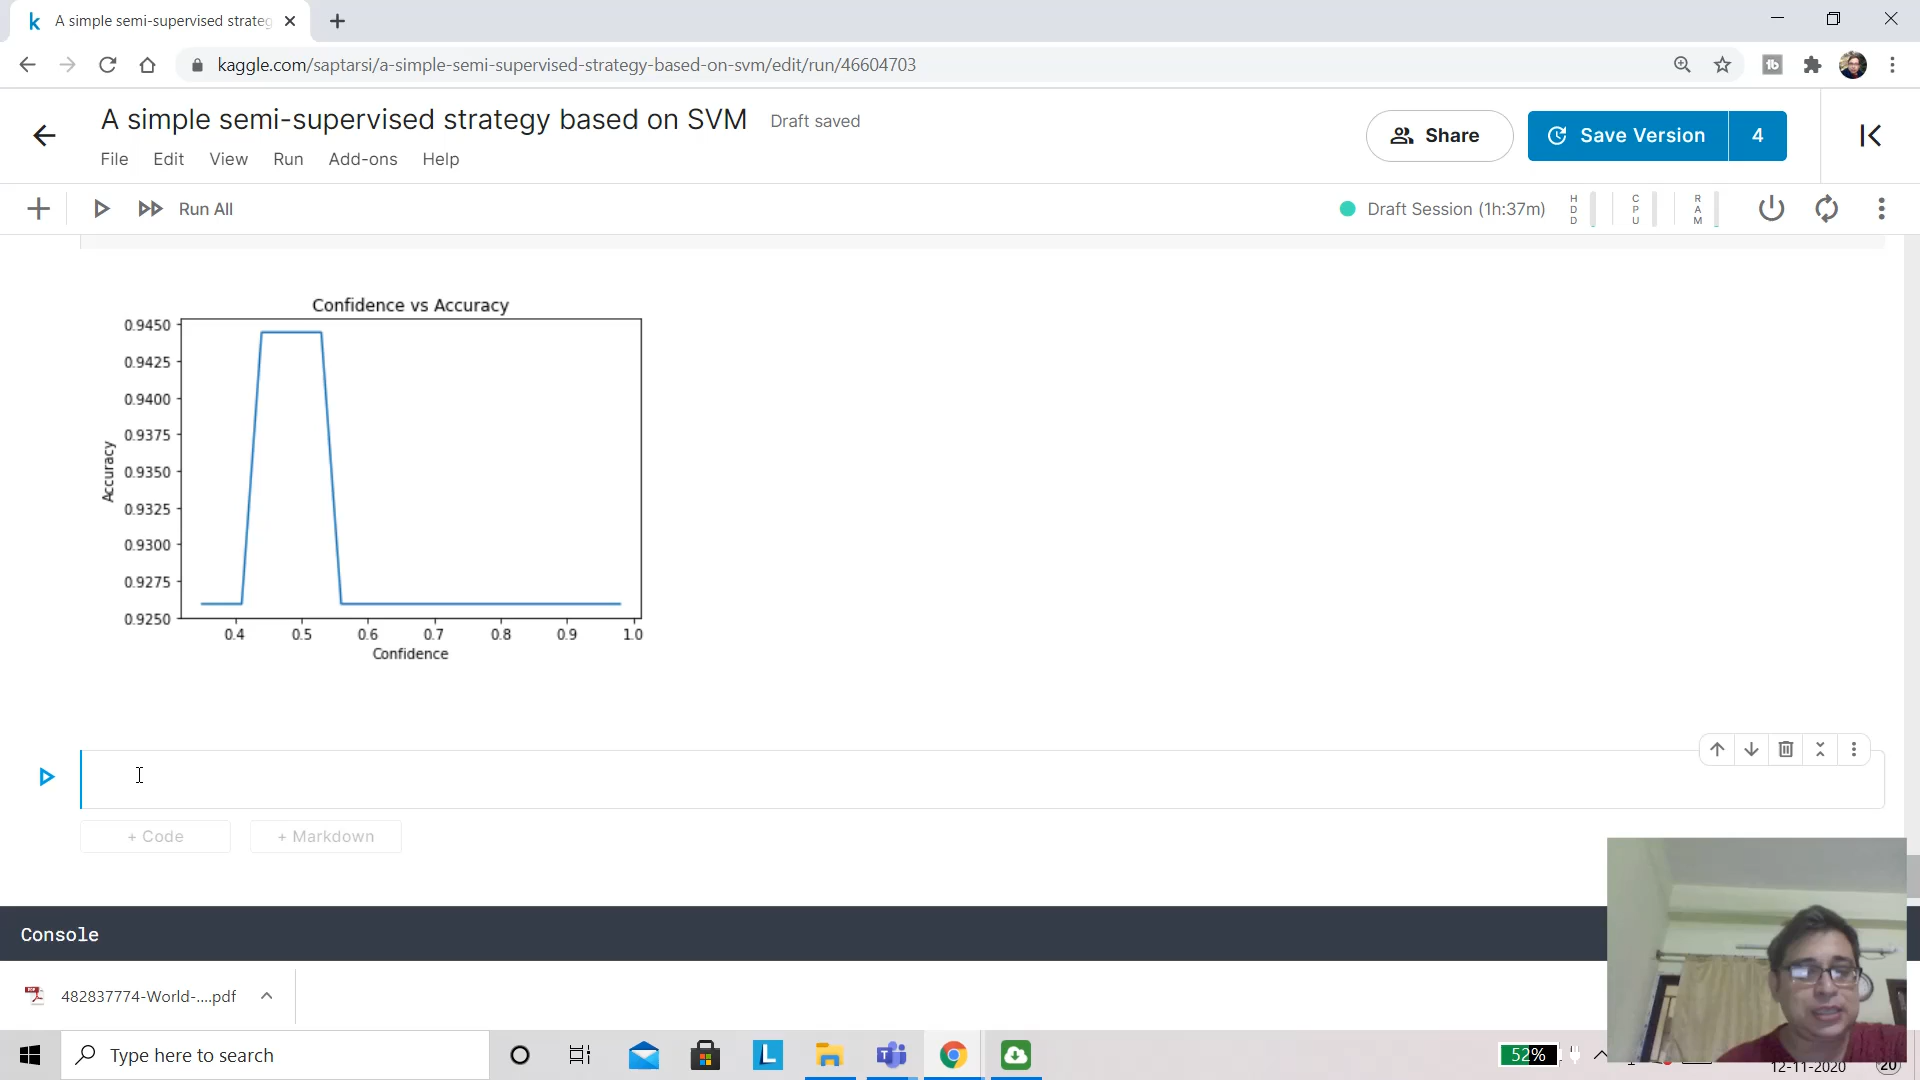 A simple semi-supervised strateg
kaggle.com/saptarsi/a-simple-semi-supervised-strategy-based-on-svm/edit/run/46604703
A simple semi-supervised strategy based on SVM
Draft saved
Share
Save Version
4
File
Edit
View
Run
Add-ons
Help
Run All
Draft Session (1h:37m)
HDD
CPU
RAM
Confidence vs Accuracy
0.9450
0.9425
0.9400
0.9375
0.9350
0.9325
0.9300
0.9275
0.9250
Accuracy
0.4 0.5 0.6 0.7 0.8 0.9 1.0
Confidence
+ Code
+ Markdown
Console
482837774-World-....pdf
Type here to search
52%
12-11-2020
20